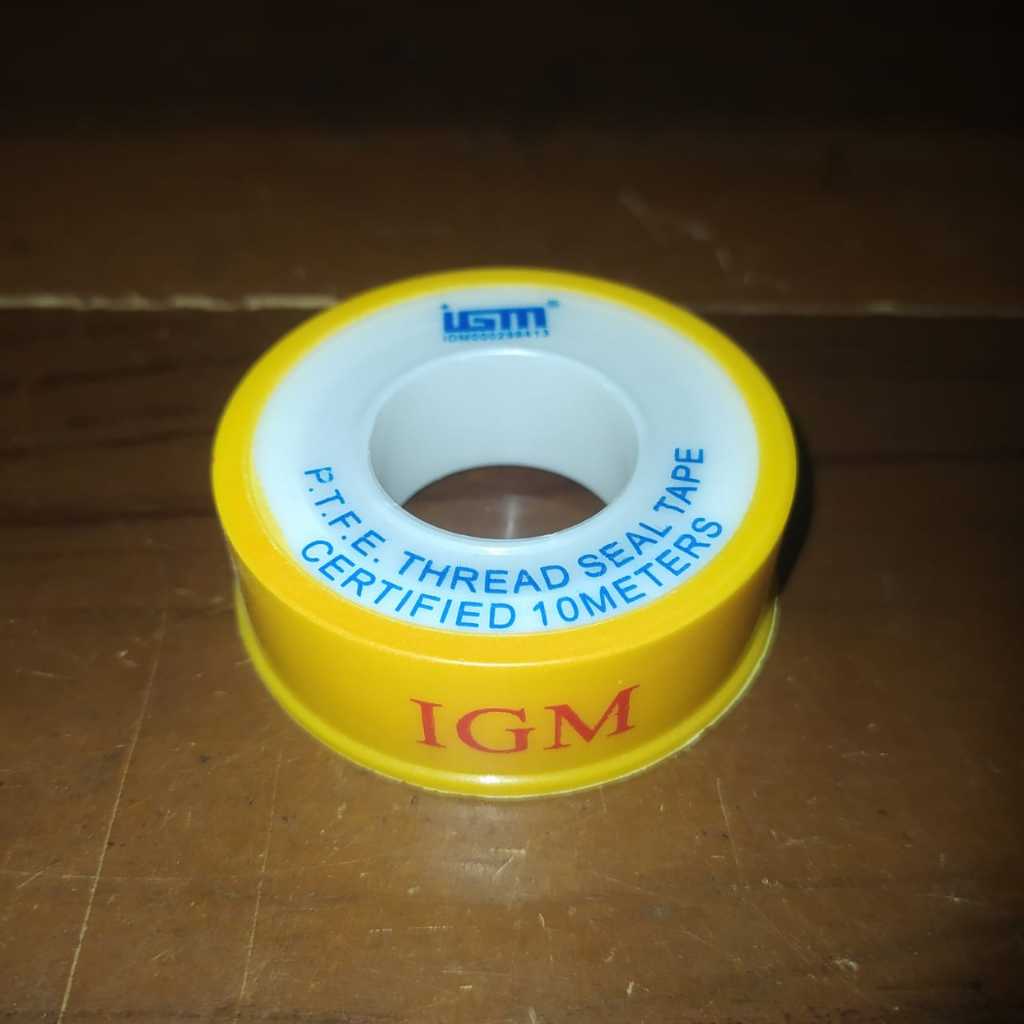 iGM®
P.T.F.E. THREAD SEAL TAPE
CERTIFIED 10METERS
IGM